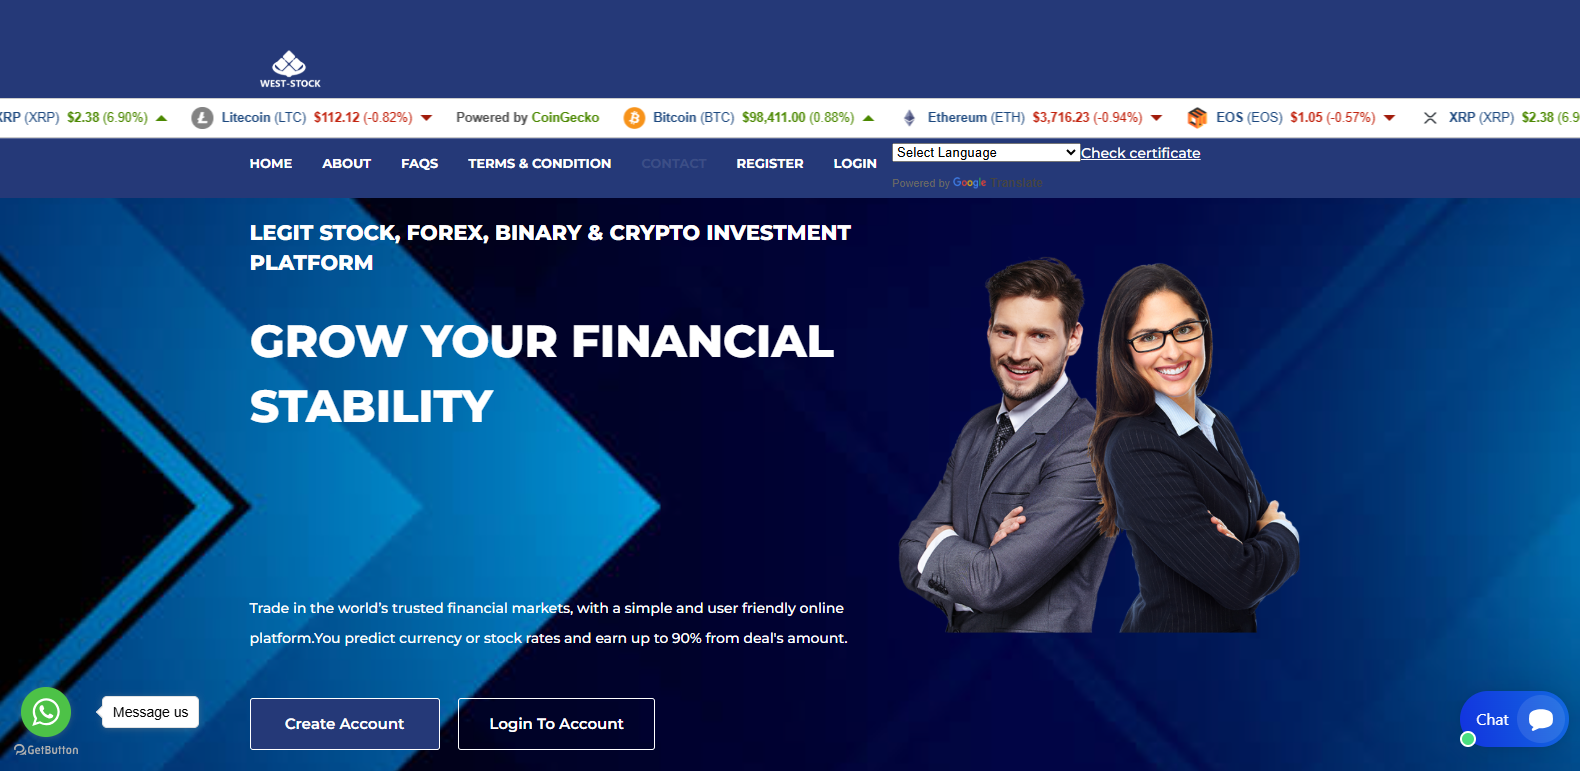 WEST-STOCK
XRP (XRP) $2.38 (6.90%) Litecoin (LTC) $112.12 (-0.82%) Powered by CoinGecko Bitcoin (BTC) $98,411.00 (0.88%) Ethereum (ETH) $3,716.23 (-0.94%) EOS (EOS) $1.05 (-0.57%) XRP (XRP) $2.38 (6.9
HOME ABOUT FAQS TERMS & CONDITION CONTACT REGISTER LOGIN Select Language Check certificate
Powered by Google Translate
LEGIT STOCK, FOREX, BINARY & CRYPTO INVESTMENT
PLATFORM
GROW YOUR FINANCIAL
STABILITY
Trade in the world's trusted financial markets, with a simple and user friendly online
platform.You predict currency or stock rates and earn up to 90% from deal's amount.
Create Account Login To Account
Message us
GetButton
Chat